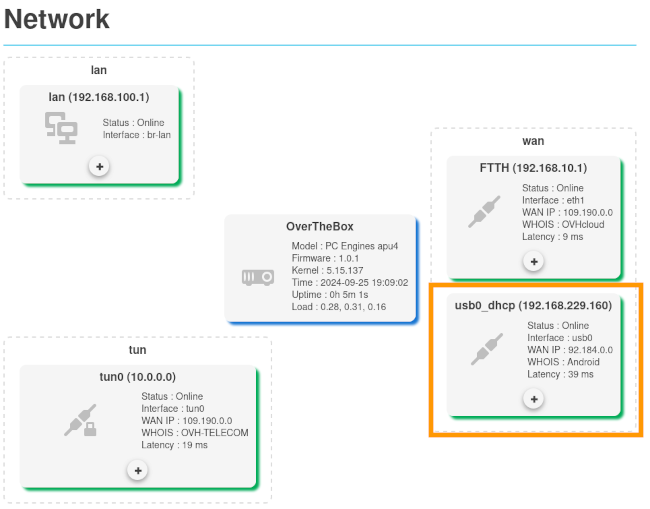 Network
lan
lan (192.168.100.1)
Status : Online
Interface : br-lan
+
wan
FTTH (192.168.10.1)
Status : Online
Interface : eth1
WAN IP : 109.190.0.0
WHOIS : OVHcloud
Latency : 9 ms
+
OverTheBox
Model : PC Engines apu4
Firmware : 1.0.1
Kernel : 5.15.137
Time : 2024-09-25 19:09:02
Uptime : 0h 5m 1s
Load : 0.28, 0.31, 0.16
usb0_dhcp (192.168.229.160)
Status : Online
Interface : usb0
WAN IP : 92.184.0.0
WHOIS : Android
Latency : 39 ms
+
tun
tun0 (10.0.0.0)
Status : Online
Interface : tun0
WAN IP : 109.190.0.0
WHOIS : OVH-TELECOM
Latency : 19 ms
+